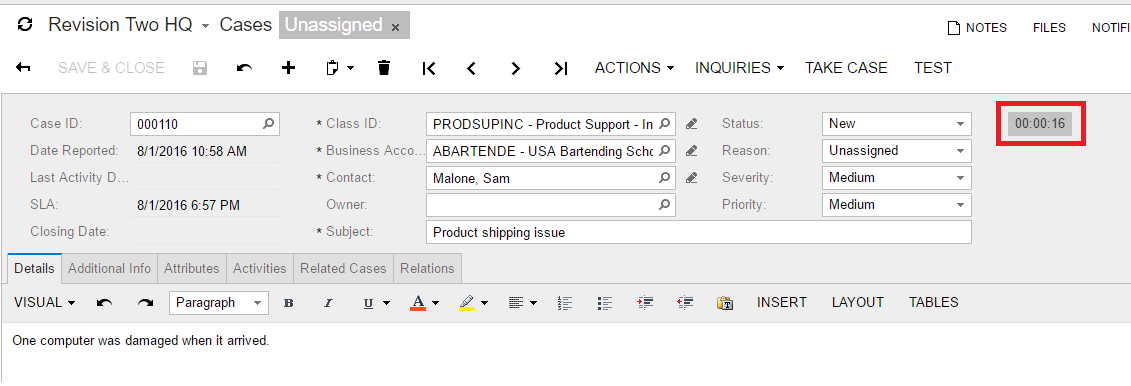 Revision Two HQ Cases Unassigned x NOTES FILES NOTIFI
SAVE & CLOSE ACTIONS INQUIRIES TAKE CASE TEST
Case ID: 000110 * Class ID: PRODSUPINC - Product Support - In Status: New 00:00:16
Date Reported: 8/1/2016 10:58 AM * Business Acco... ABARTENDE - USA Bartending Scho Reason: Unassigned
Last Activity D... * Contact: Malone, Sam Severity: Medium
SLA: 8/1/2016 6:57 PM Owner: Priority: Medium
Closing Date: * Subject: Product shipping issue
Details Additional Info Attributes Activities Related Cases Relations
VISUAL Paragraph B I U A INSERT LAYOUT TABLES
One computer was damaged when it arrived.